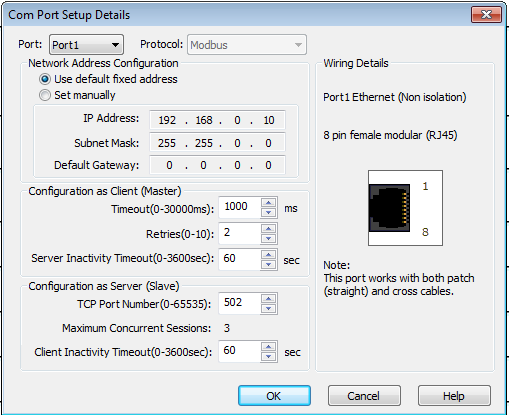 Com Port Setup Details
Port: Port1 Protocol: Modbus
Network Address Configuration
Use default fixed address
Set manually
IP Address: 192 . 168 . 0 . 10
Subnet Mask: 255 . 255 . 0 . 0
Default Gateway: 0 . 0 . 0 . 0
Configuration as Client (Master)
Timeout(0-30000ms): 1000 ms
Retries(0-10): 2
Server Inactivity Timeout(0-3600sec): 60 sec
Configuration as Server (Slave)
TCP Port Number(0-65535): 502
Maximum Concurrent Sessions: 3
Client Inactivity Timeout(0-3600sec): 60 sec
Wiring Details
Port1 Ethernet (Non isolation)
8 pin female modular (RJ45)
1
8
Note:
This port works with both patch
(straight) and cross cables.
OK Cancel Help